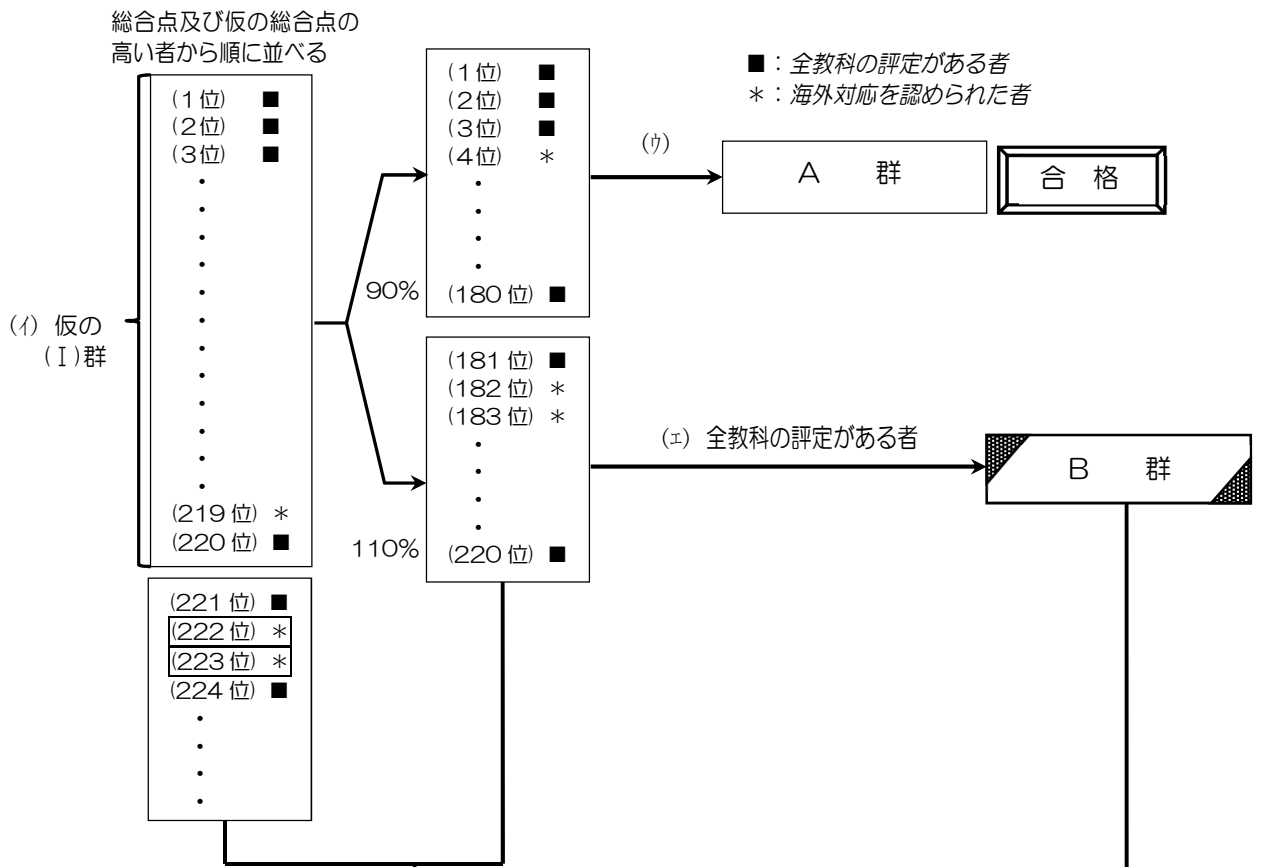 総合点及び仮の総合点の
高い者から順に並べる
(1位) ■
(2位) ■
(3位) ■
・
・
・
・
・
・
・
・
・
・
・
・
(219位) ＊
(220位) ■
(ｲ) 仮の
(Ⅰ)群
(221位) ■
(222位) ＊
(223位) ＊
(224位) ■
・
・
・
・
90%
110%
(1位) ■
(2位) ■
(3位) ■
(4位) ＊
・
・
・
・
(180位) ■
(181位) ■
(182位) ＊
(183位) ＊
・
・
・
・
(220位) ■
■：全教科の評定がある者
＊：海外対応を認められた者
(ｳ)
A 群
合 格
(ｴ) 全教科の評定がある者
B 群